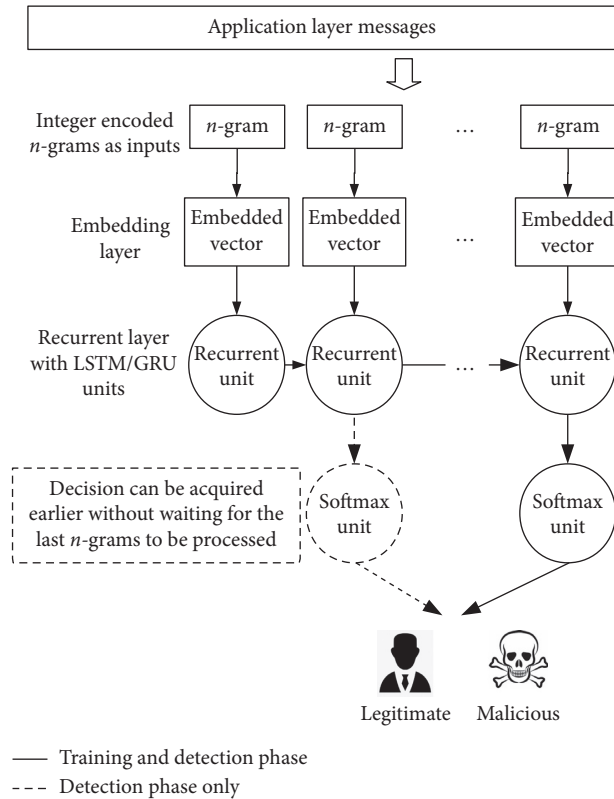 Application layer messages
Integer encoded
n-grams as inputs
n-gram
n-gram
...
n-gram
Embedding
layer
Embedded
vector
Embedded
vector
...
Embedded
vector
Recurrent layer
with LSTM/GRU
units
Recurrent
unit
Recurrent
unit
...
Recurrent
unit
Decision can be acquired
earlier without waiting for the
last n-grams to be processed
Softmax
unit
Softmax
unit
Legitimate
Malicious
Training and detection phase
Detection phase only